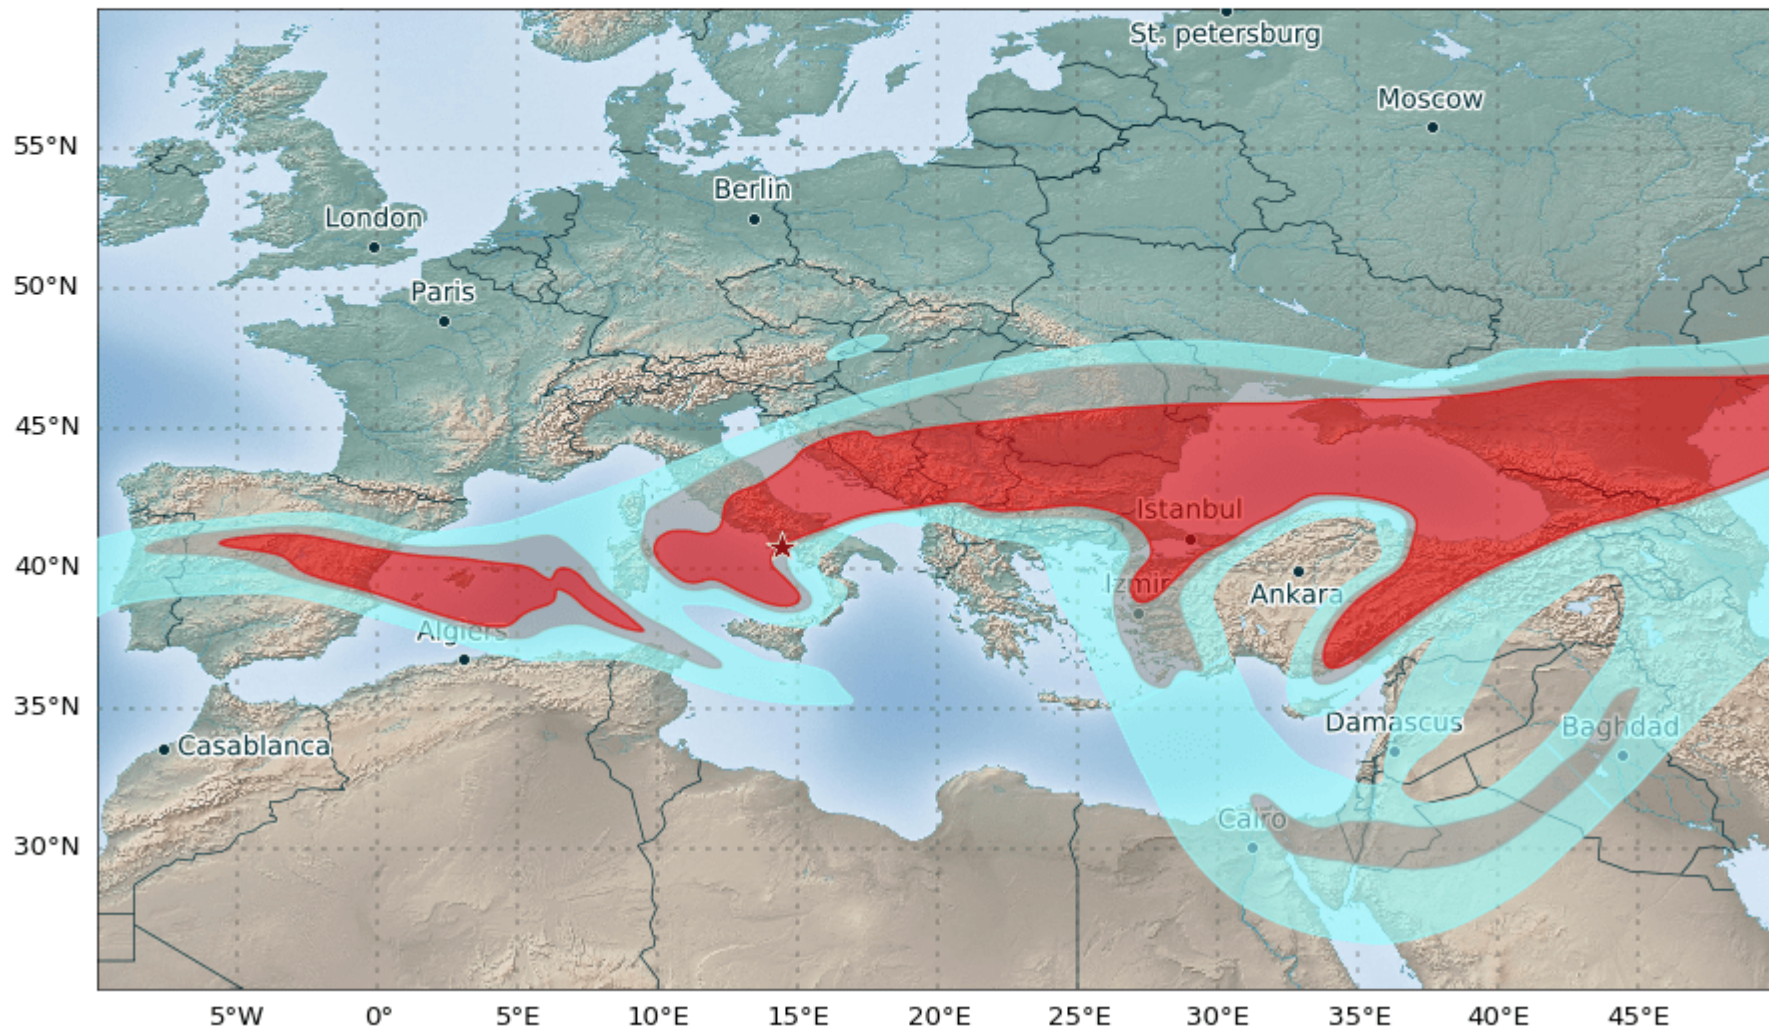 St. petersburg
Moscow
55°N
Berlin
London
50°N
Paris
45°N
Istanbul
40°N
Izmir
Ankara
Algiers
35°N
Damascus
Baghdad
Casablanca
Cairo
30°N
5°W 0° 5°E 10°E 15°E 20°E 25°E 30°E 35°E 40°E 45°E